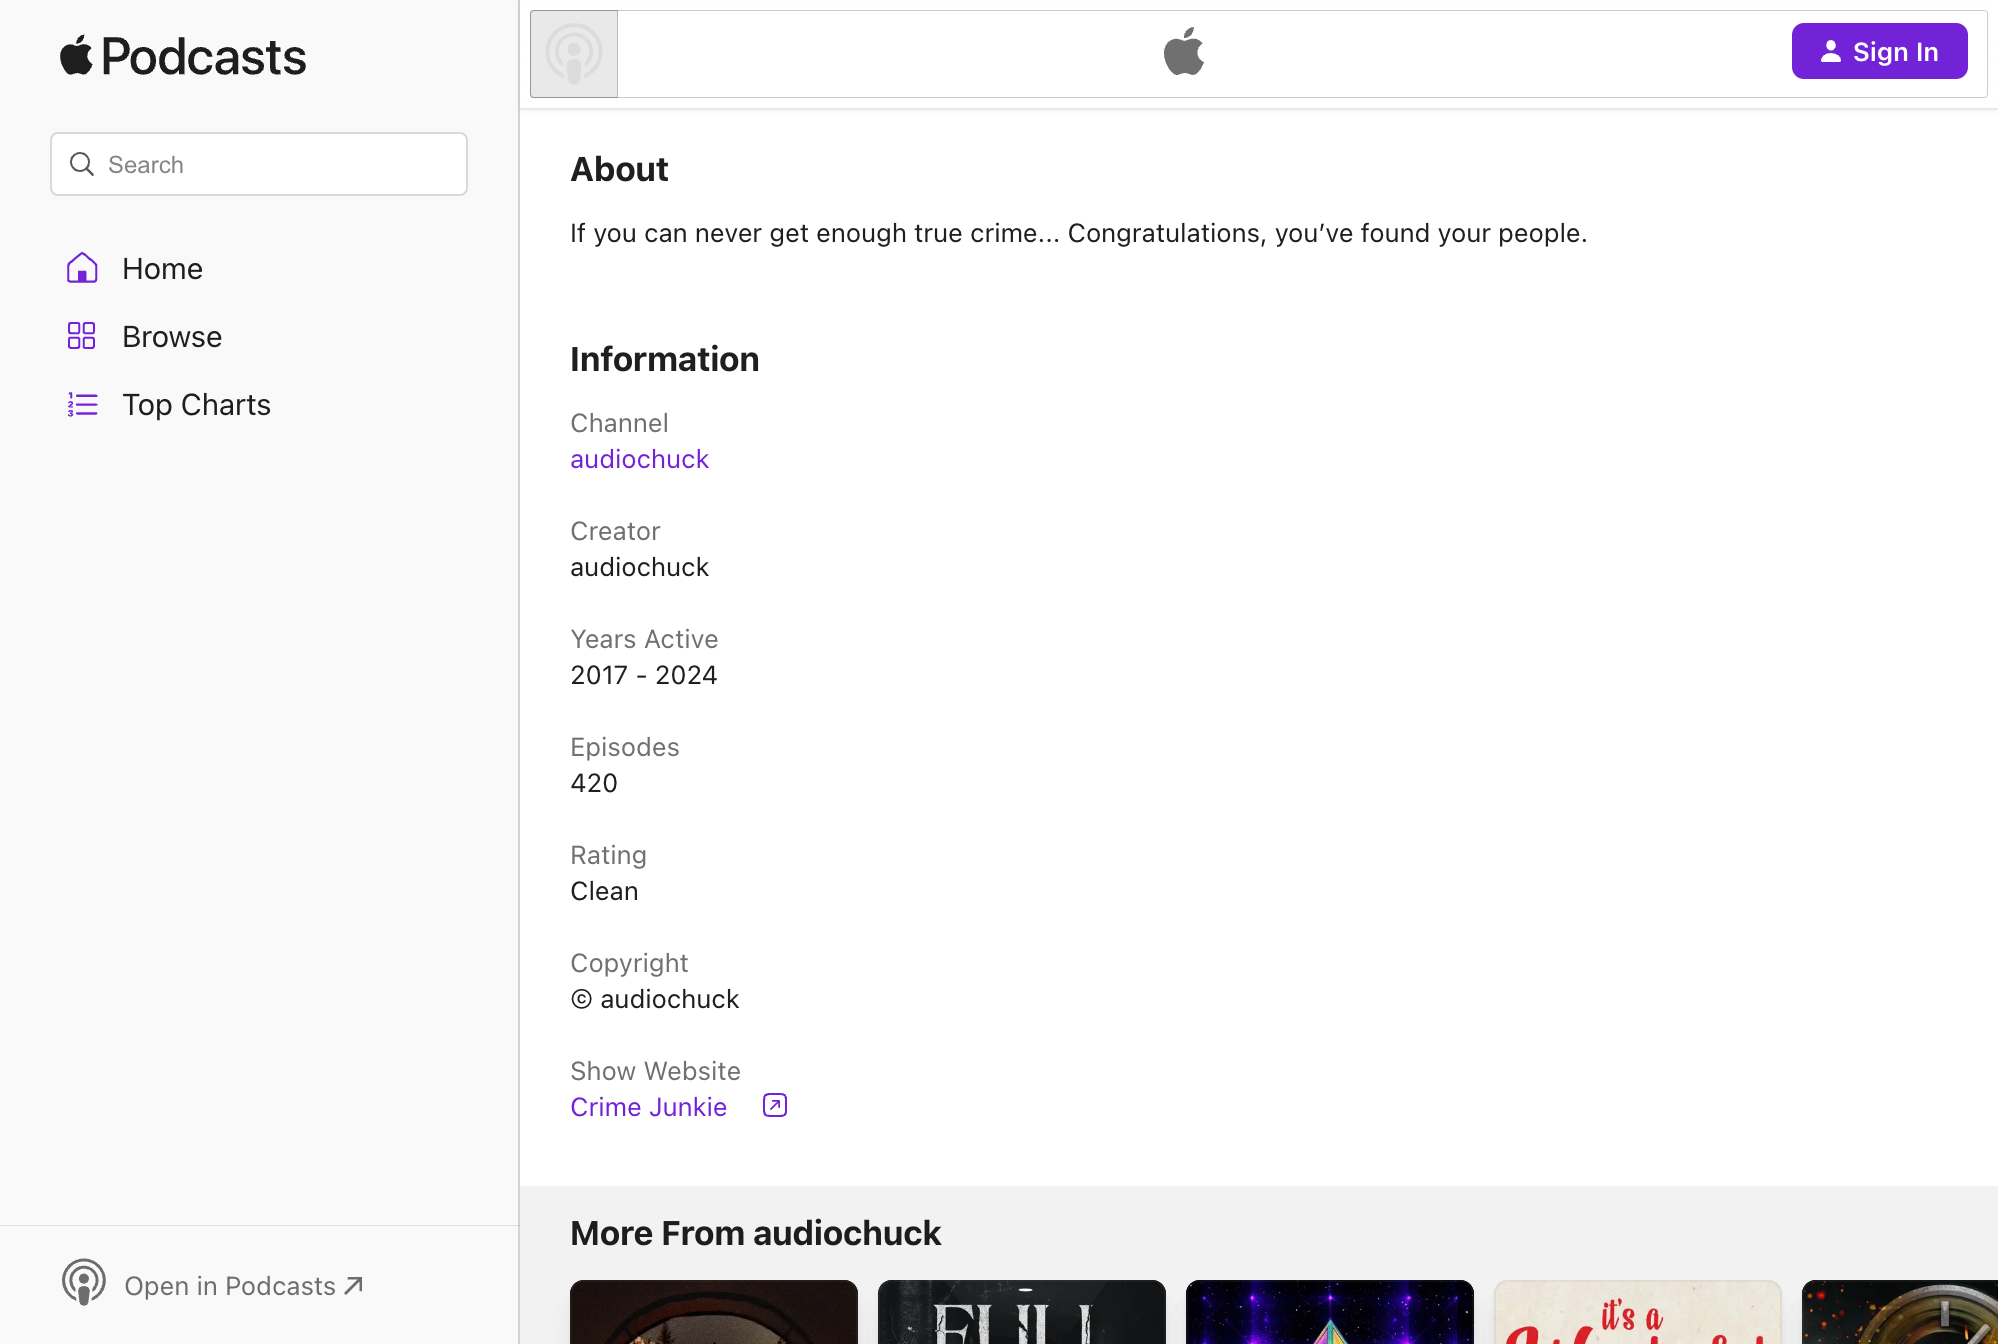 Podcasts
Search
Home
Browse
Top Charts
Open in Podcasts
Sign In
About
If you can never get enough true crime... Congratulations, you’ve found your people.
Information
Channel
audiochuck
Creator
audiochuck
Years Active
2017 - 2024
Episodes
420
Rating
Clean
Copyright
© audiochuck
Show Website
Crime Junkie
More From audiochuck
it's a